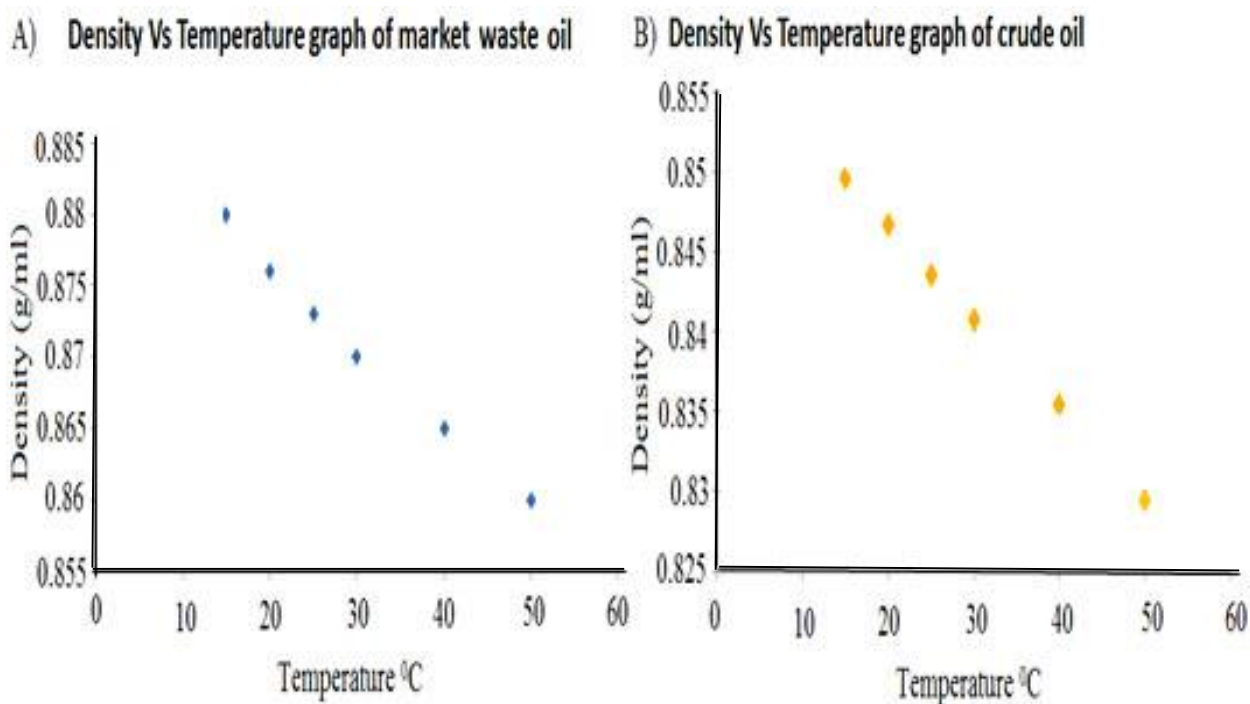 A) Density Vs Temperature graph of market waste oil
0.885
0.88
0.875
0.87
0.865
0.86
0.855
Density (g/ml)
0 10 20 30 40 50 60
Temperature ⁰C
B) Density Vs Temperature graph of crude oil
0.855
0.85
0.845
0.84
0.835
0.83
0.825
Density (g/ml)
0 10 20 30 40 50 60
Temperature ⁰C